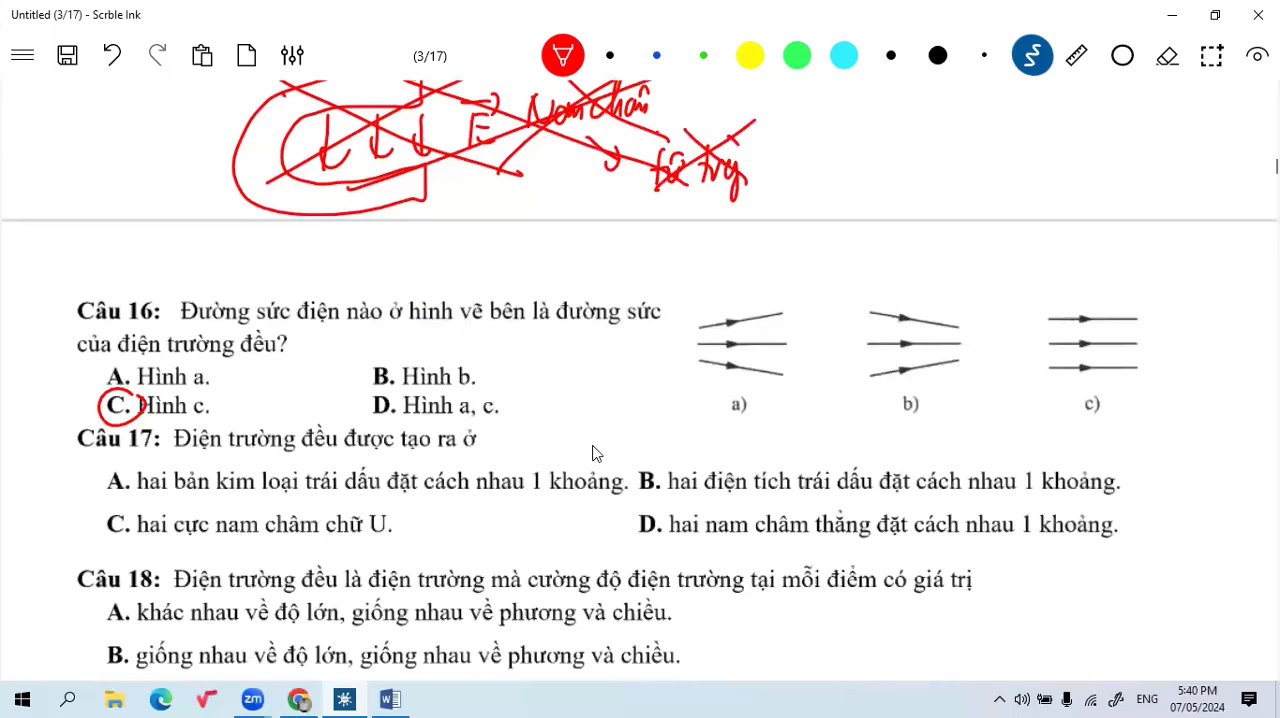 Untitled (3/17) - Scrble Ink
(3/17)
Nam châm
E
từ trg
Câu 16: Đường sức điện nào ở hình vẽ bên là đường sức
của điện trường đều?
A. Hình a. B. Hình b.
C. Hình c. D. Hình a, c.
a) b) c)
Câu 17: Điện trường đều được tạo ra ở
A. hai bản kim loại trái dấu đặt cách nhau 1 khoảng. B. hai điện tích trái dấu đặt cách nhau 1 khoảng.
C. hai cực nam châm chữ U. D. hai nam châm thẳng đặt cách nhau 1 khoảng.
Câu 18: Điện trường đều là điện trường mà cường độ điện trường tại mỗi điểm có giá trị
A. khác nhau về độ lớn, giống nhau về phương và chiều.
B. giống nhau về độ lớn, giống nhau về phương và chiều.
zm
W
ENG
5:40 PM
07/05/2024